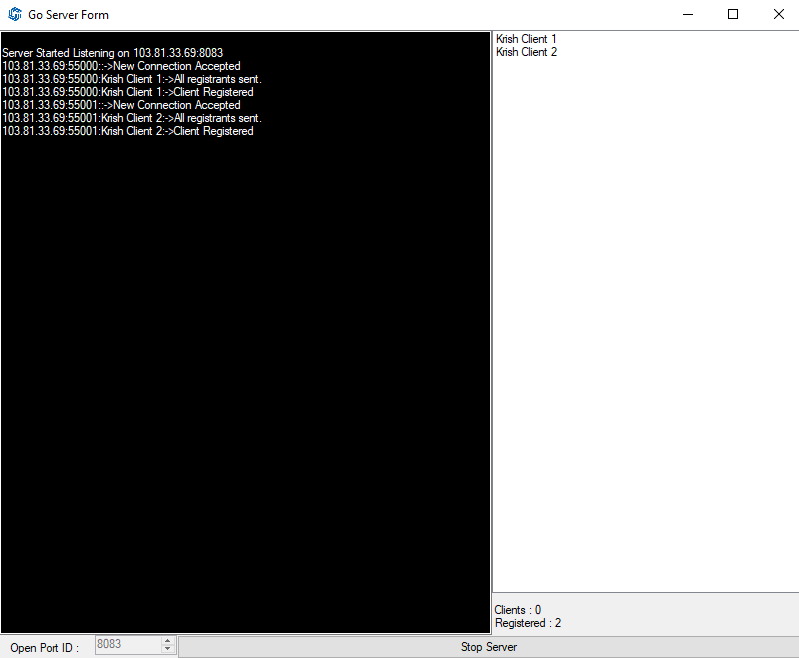 Go Server Form
Server Started Listening on 103.81.33.69:8083
103.81.33.69:55000::->New Connection Accepted
103.81.33.69:55000:Krish Client 1:->All registrants sent.
103.81.33.69:55000:Krish Client 1:->Client Registered
103.81.33.69:55001::->New Connection Accepted
103.81.33.69:55001:Krish Client 2:->All registrants sent.
103.81.33.69:55001:Krish Client 2:->Client Registered
Krish Client 1
Krish Client 2
Clients : 0
Registered : 2
Open Port ID :
8083
Stop Server